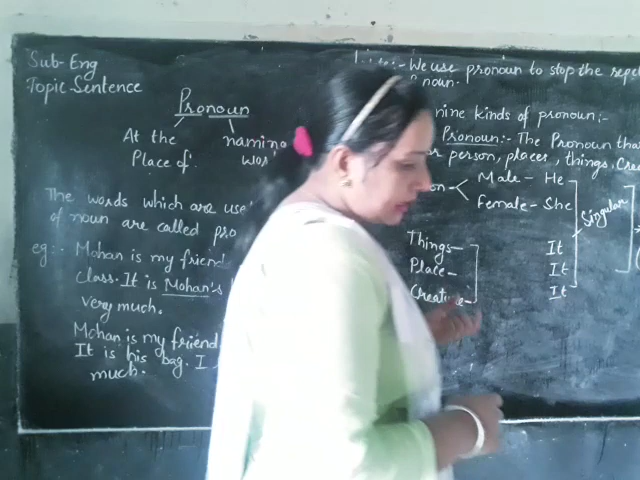 Sub-Eng
Topic-Sentence
Pronoun
At the
Place of
naming
The words which are use
of noun are called pro
eg:- Mohan is my friend
class. It is Mohan's
very much.
Mohan is my friend
It is his bag. I
much.
:- We use pronoun to stop the repe
noun.
nine kinds of pronoun:-
Pronoun:- The Pronoun that
person, places, things, Crea
on
Male - He
Female - She
Singular
Things- It
Place- It
Creative- It